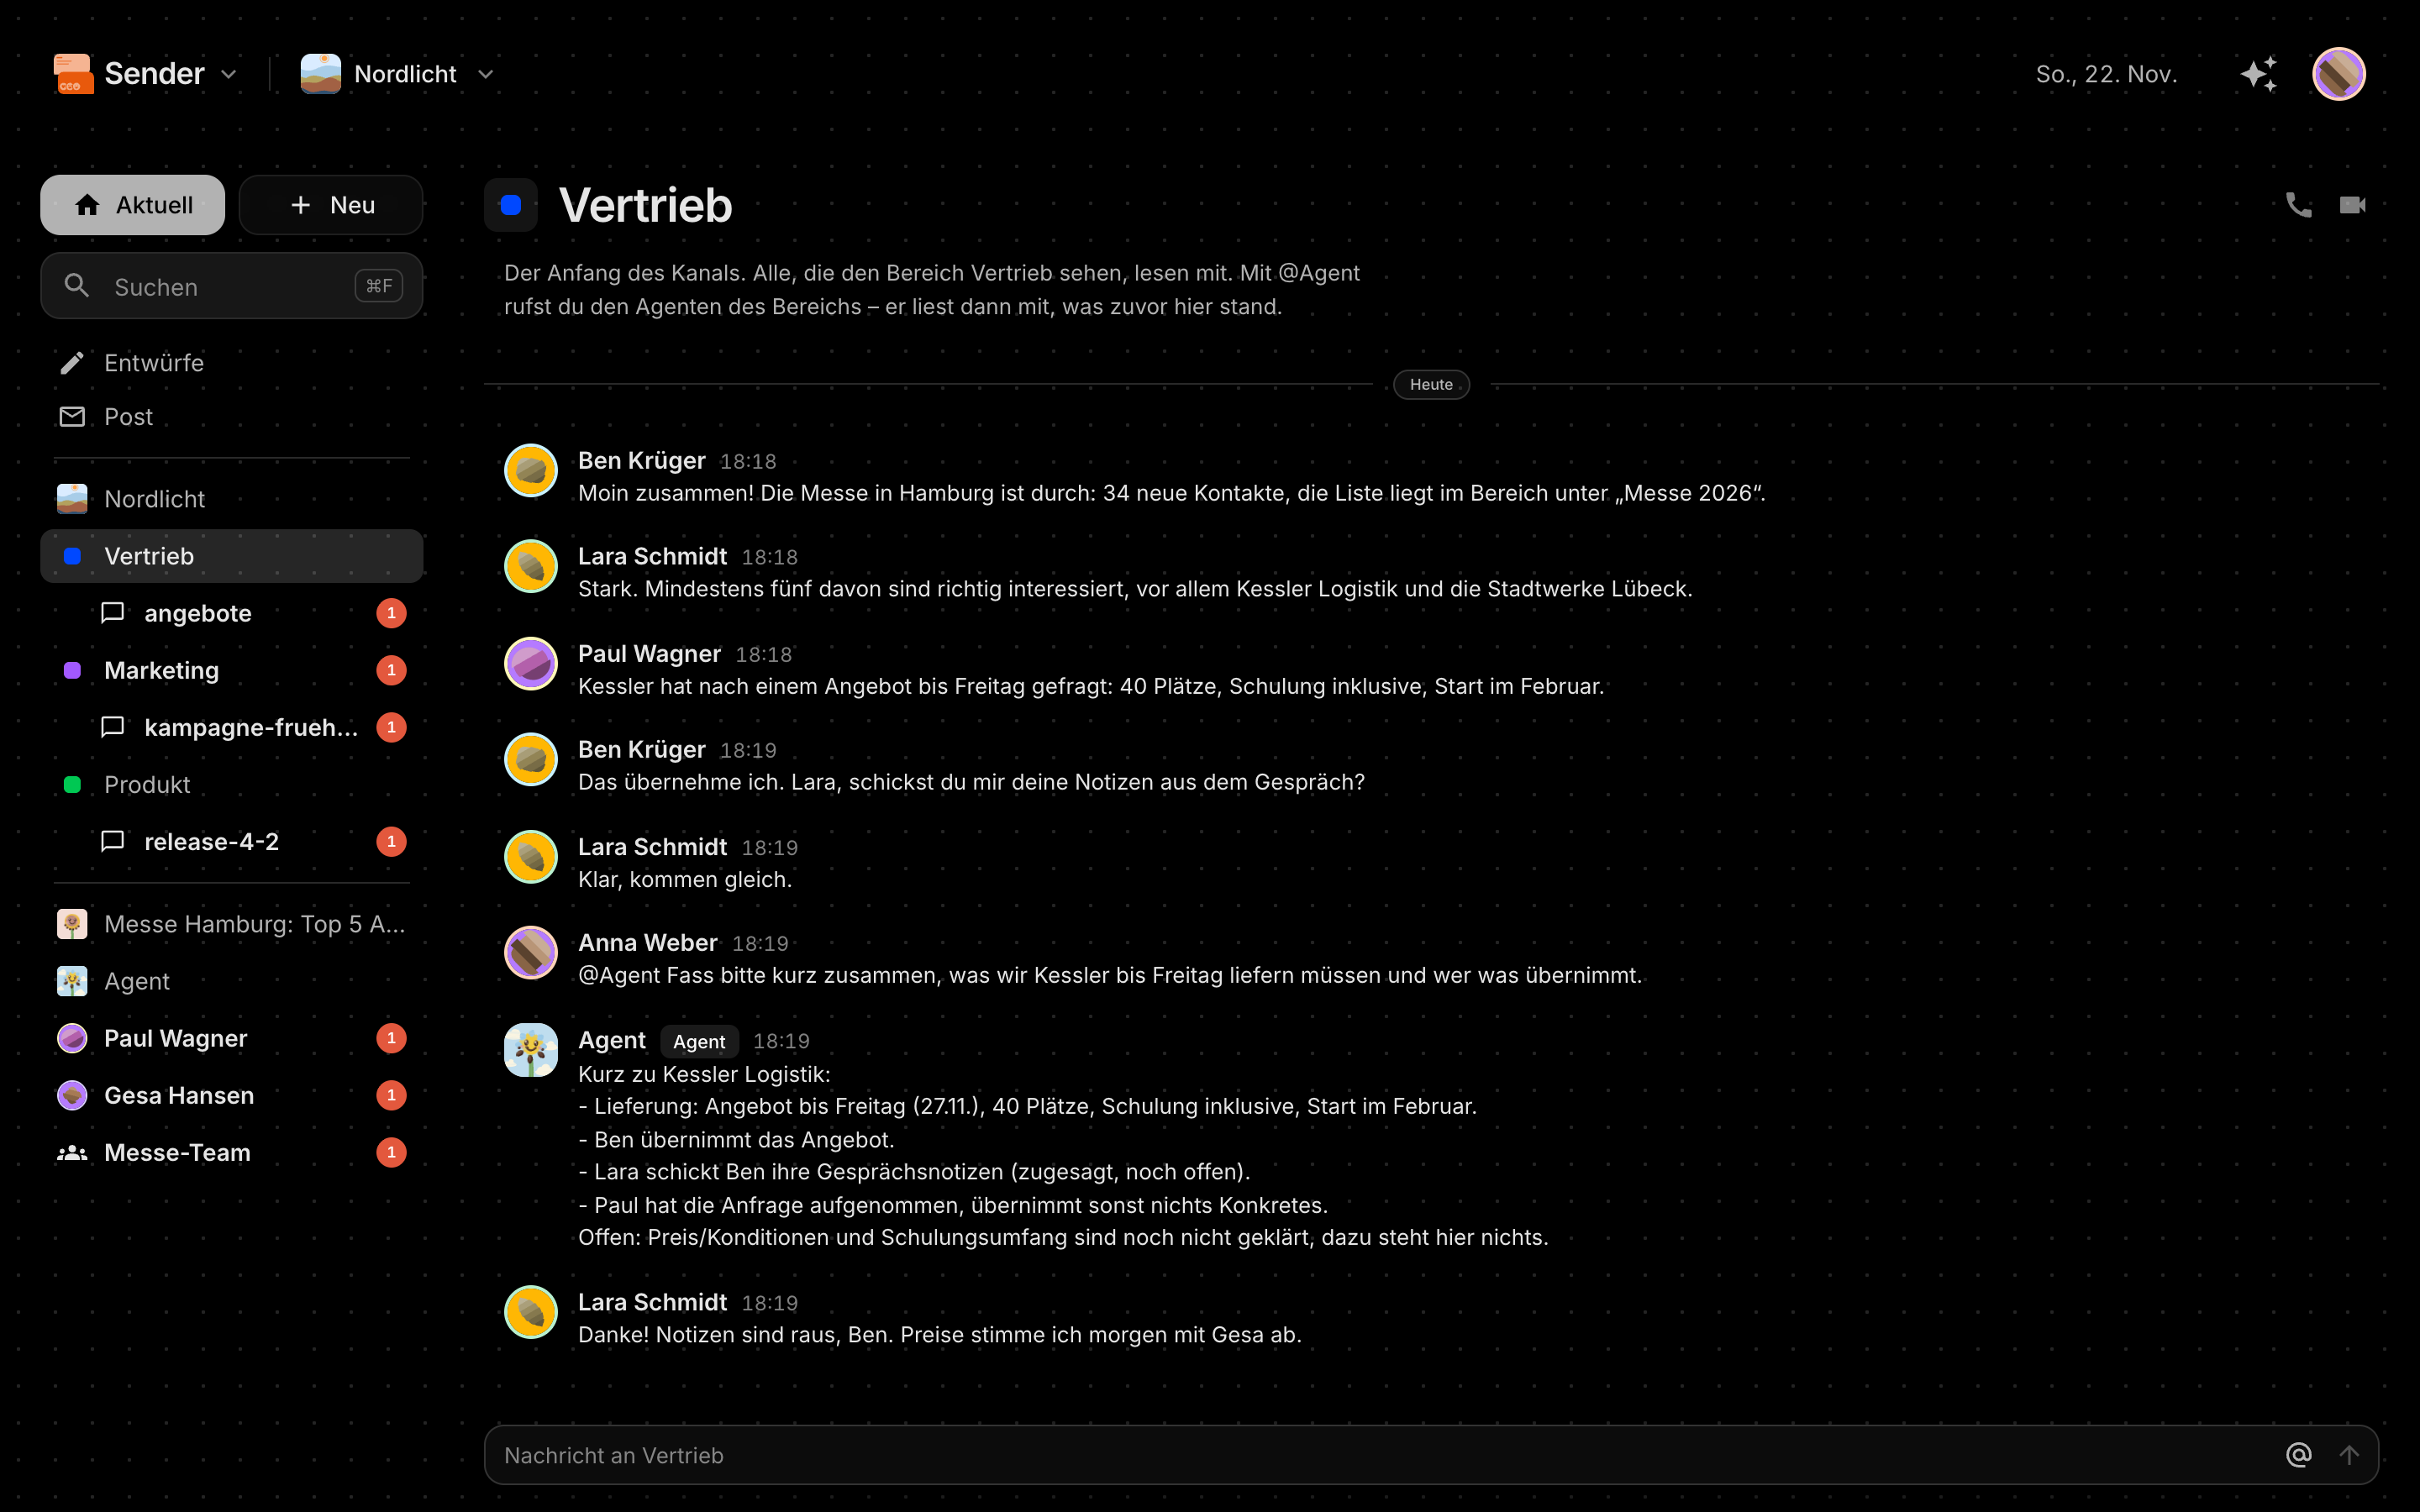 Sender
Nordlicht
So., 22. Nov.
Aktuell
Neu
Suchen
⌘F
Entwürfe
Post
Nordlicht
Vertrieb
angebote
1
Marketing
1
kampagne-frueh...
1
Produkt
release-4-2
1
Messe Hamburg: Top 5 A...
Agent
Paul Wagner
1
Gesa Hansen
1
Messe-Team
1
Vertrieb
Der Anfang des Kanals. Alle, die den Bereich Vertrieb sehen, lesen mit. Mit @Agent
rufst du den Agenten des Bereichs – er liest dann mit, was zuvor hier stand.
Heute
Ben Krüger 18:18
Moin zusammen! Die Messe in Hamburg ist durch: 34 neue Kontakte, die Liste liegt im Bereich unter „Messe 2026“.
Lara Schmidt 18:18
Stark. Mindestens fünf davon sind richtig interessiert, vor allem Kessler Logistik und die Stadtwerke Lübeck.
Paul Wagner 18:18
Kessler hat nach einem Angebot bis Freitag gefragt: 40 Plätze, Schulung inklusive, Start im Februar.
Ben Krüger 18:19
Das übernehme ich. Lara, schickst du mir deine Notizen aus dem Gespräch?
Lara Schmidt 18:19
Klar, kommen gleich.
Anna Weber 18:19
@Agent Fass bitte kurz zusammen, was wir Kessler bis Freitag liefern müssen und wer was übernimmt.
Agent Agent 18:19
Kurz zu Kessler Logistik:
- Lieferung: Angebot bis Freitag (27.11.), 40 Plätze, Schulung inklusive, Start im Februar.
- Ben übernimmt das Angebot.
- Lara schickt Ben ihre Gesprächsnotizen (zugesagt, noch offen).
- Paul hat die Anfrage aufgenommen, übernimmt sonst nichts Konkretes.
Offen: Preis/Konditionen und Schulungsumfang sind noch nicht geklärt, dazu steht hier nichts.
Lara Schmidt 18:19
Danke! Notizen sind raus, Ben. Preise stimme ich morgen mit Gesa ab.
Nachricht an Vertrieb